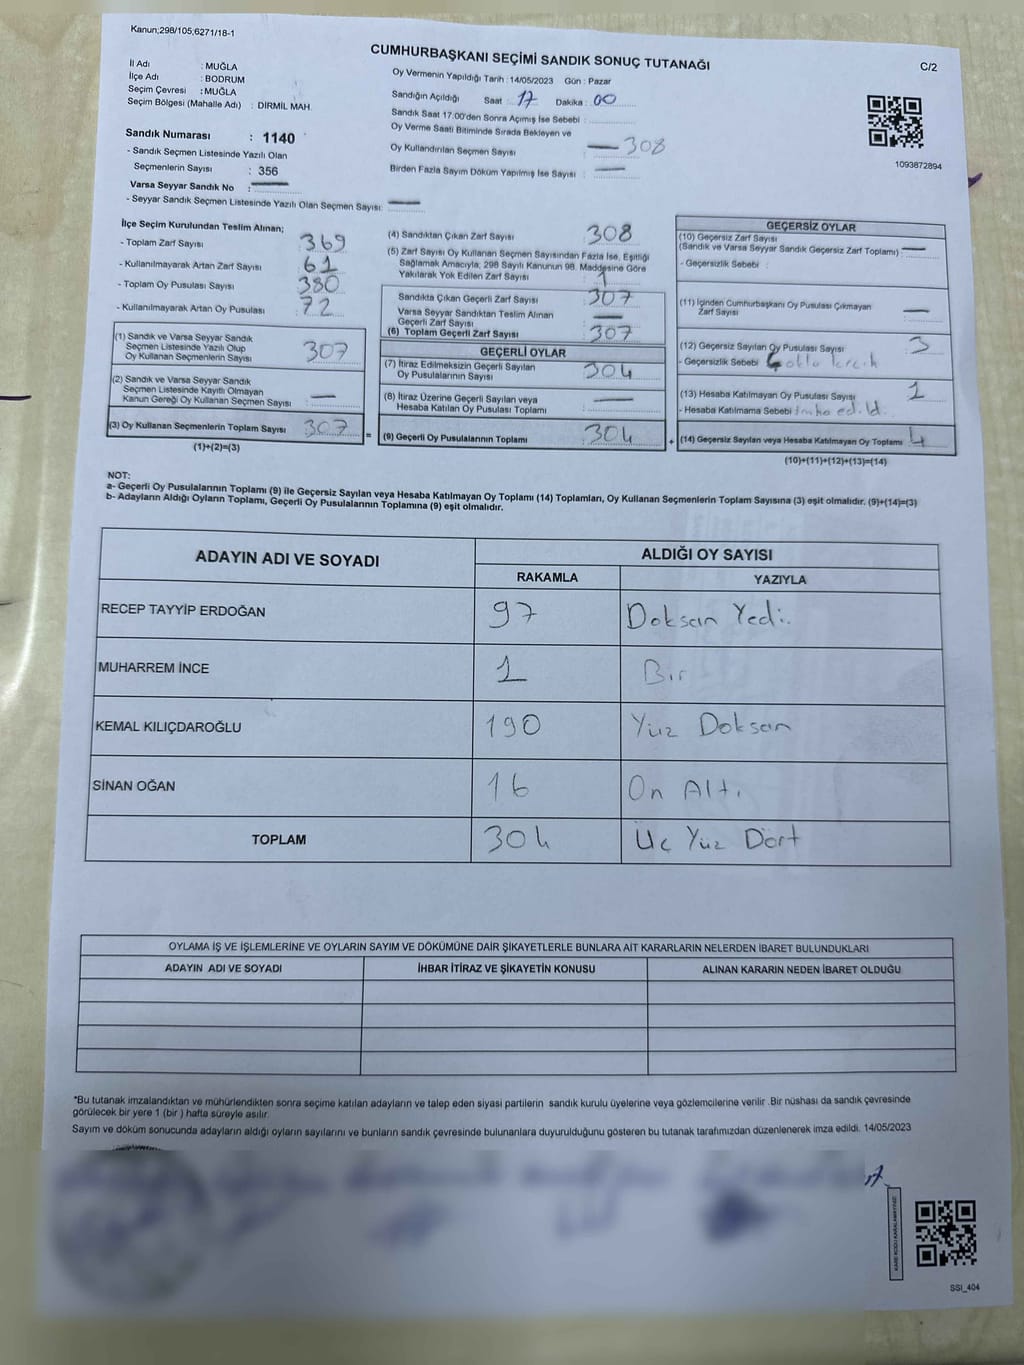 Kanun;298/105;6271/18-1
CUMHURBAŞKANI SEÇİMİ SANDIK SONUÇ TUTANAĞI
C/2
İl Adı : MUĞLA
İlçe Adı : BODRUM
Seçim Çevresi : MUĞLA
Seçim Bölgesi (Mahalle Adı) : DİRMİL MAH.
Sandık Numarası : 1140
- Sandık Seçmen Listesinde Yazılı Olan
Seçmenlerin Sayısı : 356
Varsa Seyyar Sandık No :
- Seyyar Sandık Seçmen Listesinde Yazılı Olan Seçmen Sayısı:
Oy Vermenin Yapıldığı Tarih : 14/05/2023 Gün : Pazar
Sandığın Açıldığı Saat : 17 Dakika : 00
Sandık Saat 17:00'den Sonra Açımış İse Sebebi :
Oy Verme Saati Bitiminde Sırada Bekleyen ve
Oy Kullandırılan Seçmen Sayısı : 308
Birden Fazla Sayım Döküm Yapılmış İse Sayısı :
1093872894
İlçe Seçim Kurulundan Teslim Alınan;
- Toplam Zarf Sayısı : 369
- Kullanılmayarak Artan Zarf Sayısı : 61
- Toplam Oy Pusulası Sayısı : 380
- Kullanılmayarak Artan Oy Pusulası : 72
(1) Sandık ve Varsa Seyyar Sandık
Seçmen Listesinde Yazılı Olup
Oy Kullanan Seçmenlerin Sayısı : 307
(2) Sandık ve Varsa Seyyar Sandık
Seçmen Listesinde Kayıtlı Olmayan
Kanun Gereği Oy Kullanan Seçmen Sayısı :
(3) Oy Kullanan Seçmenlerin Toplam Sayısı : 307
(1)+(2)=(3)
(4) Sandıktan Çıkan Zarf Sayısı : 308
(5) Zarf Sayısı Oy Kullanan Seçmen Sayısından Fazla İse, Eşitliği
Sağlamak Amacıyla, 298 Sayılı Kanunun 98. Maddesine Göre
Yakılarak Yok Edilen Zarf Sayısı : 1
Sandıkta Çıkan Geçerli Zarf Sayısı : 307
Varsa Seyyar Sandıktan Teslim Alınan
Geçerli Zarf Sayısı :
(6) Toplam Geçerli Zarf Sayısı : 307
GEÇERLİ OYLAR
(7) İtiraz Edilmeksizin Geçerli Sayılan
Oy Pusulalarının Sayısı : 304
(8) İtiraz Üzerine Geçerli Sayılan veya
Hesaba Katılan Oy Pusulası Toplamı :
= (9) Geçerli Oy Pusulalarının Toplamı : 304
GEÇERSİZ OYLAR
(10) Geçersiz Zarf Sayısı
(Sandık ve Varsa Seyyar Sandık Geçersiz Zarf Toplamı) :
- Geçersizlik Sebebi :
(11) İçinden Cumhurbaşkanı Oy Pusulası Çıkmayan
Zarf Sayısı :
(12) Geçersiz Sayılan Oy Pusulası Sayısı : 3
- Geçersizlik Sebebi :
(13) Hesaba Katılmayan Oy Pusulası Sayısı : 1
- Hesaba Katılmama Sebebi : imha edild.
+ (14) Geçersiz Sayılan veya Hesaba Katılmayan Oy Toplamı : 4
(10)+(11)+(12)+(13)=(14)
NOT:
a- Geçerli Oy Pusulalarının Toplamı (9) ile Geçersiz Sayılan veya Hesaba Katılmayan Oy Toplamı (14) Toplamları, Oy Kullanan Seçmenlerin Toplam Sayısına (3) eşit olmalıdır. (9)+(14)=(3)
b- Adayların Aldığı Oyların Toplamı, Geçerli Oy Pusulalarının Toplamına (9) eşit olmalıdır.
ADAYIN ADI VE SOYADI
ALDIĞI OY SAYISI
RAKAMLA YAZIYLA
RECEP TAYYİP ERDOĞAN 97 Doksan Yedi.
MUHARREM İNCE 1 Bir
KEMAL KILIÇDAROĞLU 190 Yüz Doksan
SİNAN OĞAN 16 On Altı
TOPLAM 304 Üç Yüz Dört
OYLAMA İŞ VE İŞLEMLERİNE VE OYLARIN SAYIM VE DÖKÜMÜNE DAİR ŞİKAYETLERLE BUNLARA AİT KARARLARIN NELERDEN İBARET BULUNDUKLARI
ADAYIN ADI VE SOYADI İHBAR İTİRAZ VE ŞİKAYETİN KONUSU ALINAN KARARIN NEDEN İBARET OLDUĞU
*Bu tutanak imzalandıktan ve mühürlendikten sonra seçime katılan adayların ve talep eden siyasi partilerin sandık kurulu üyelerine veya gözlemcilerine verilir .Bir nüshası da sandık çevresinde
görülecek bir yere 1 (bir ) hafta süreyle asılır.
Sayım ve döküm sonucunda adayların aldığı oyların sayılarını ve bunların sandık çevresinde bulunanlara duyurulduğunu gösteren bu tutanak tarafımızdan düzenlenerek imza edildi. 14/05/2023
KARE KODU KARALAMAYINIZ!
SSI_404